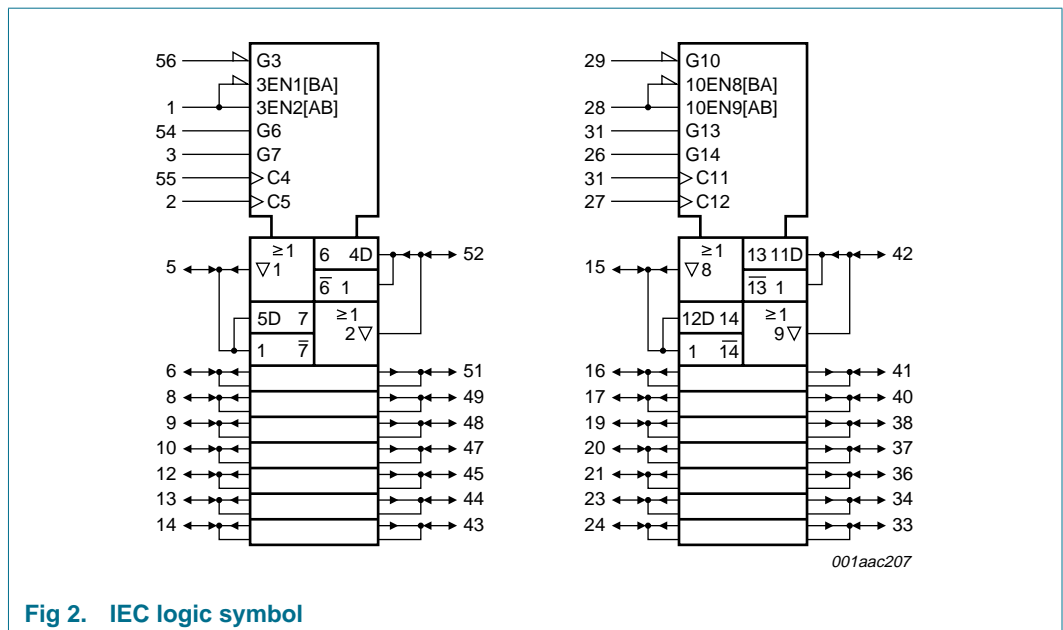 56 G3
3EN1[BA]
1 3EN2[AB]
54 G6
3 G7
55 C4
2 C5
≥1 6 4D 52
5 ▽1
6̅ 1
5D 7 ≥1
2▽
1 7̅
6 51
8 49
9 48
10 47
12 45
13 44
14 43
29 G10
10EN8[BA]
28 10EN9[AB]
31 G13
26 G14
31 C11
27 C12
≥1 13 11D 42
15 ▽8
1̅3̅ 1
12D 14 ≥1
9▽
1 1̅4̅
16 41
17 40
19 38
20 37
21 36
23 34
24 33
001aac207
Fig 2. IEC logic symbol